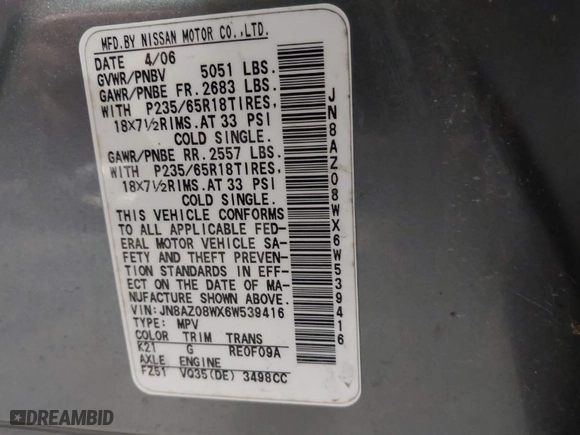 MFD.BY NISSAN MOTOR CO.,LTD.
DATE 4/06
GVWR/PNBV 5051 LBS.
GAWR/PNBE FR.2683 LBS.
WITH P235/65R18TIRES,
18X7½RIMS.AT 33 PSI
COLD SINGLE.
GAWR/PNBE RR.2557 LBS.
WITH P235/65R18TIRES,
18X7½RIMS.AT 33 PSI
COLD SINGLE.
THIS VEHICLE CONFORMS
TO ALL APPLICABLE FED-
ERAL MOTOR VEHICLE SA-
FETY AND THEFT PREVEN-
TION STANDARDS IN EFF-
ECT ON THE DATE OF MA-
NUFACTURE SHOWN ABOVE.
VIN:JN8AZ08WX6W539416
TYPE: MPV
COLOR TRIM TRANS
K21 G RE0F09A
AXLE ENGINE
FZ51 VQ35(DE) 3498CC
JN8AZ08WX6W539416
DREAMBID